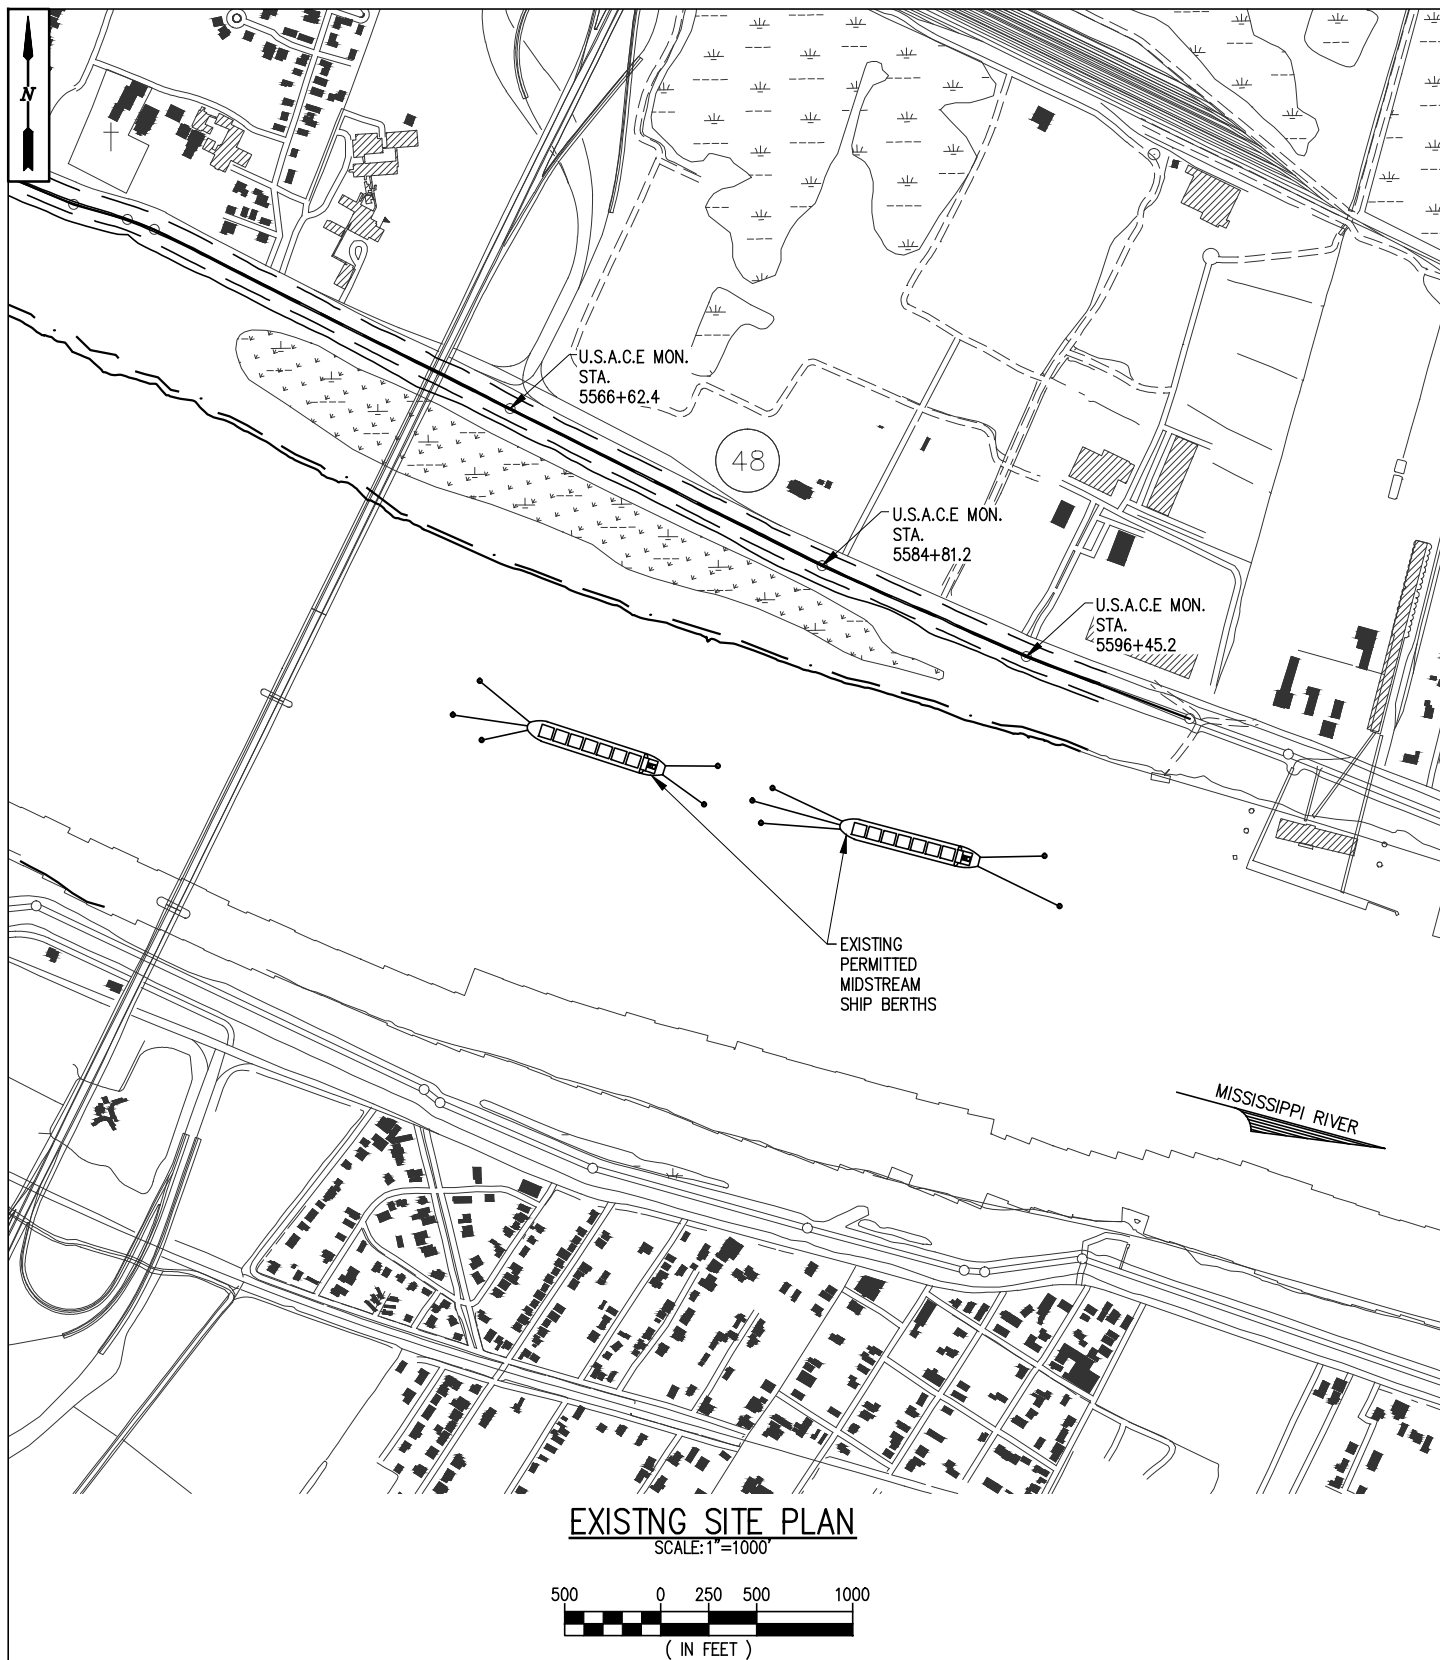 N
U.S.A.C.E MON.
STA.
5566+62.4
48
U.S.A.C.E MON.
STA.
5584+81.2
U.S.A.C.E MON.
STA.
5596+45.2
EXISTING
PERMITTED
MIDSTREAM
SHIP BERTHS
MISSISSIPPI RIVER
EXISTNG SITE PLAN
SCALE: 1"=1000'
500 0 250 500 1000
( IN FEET )